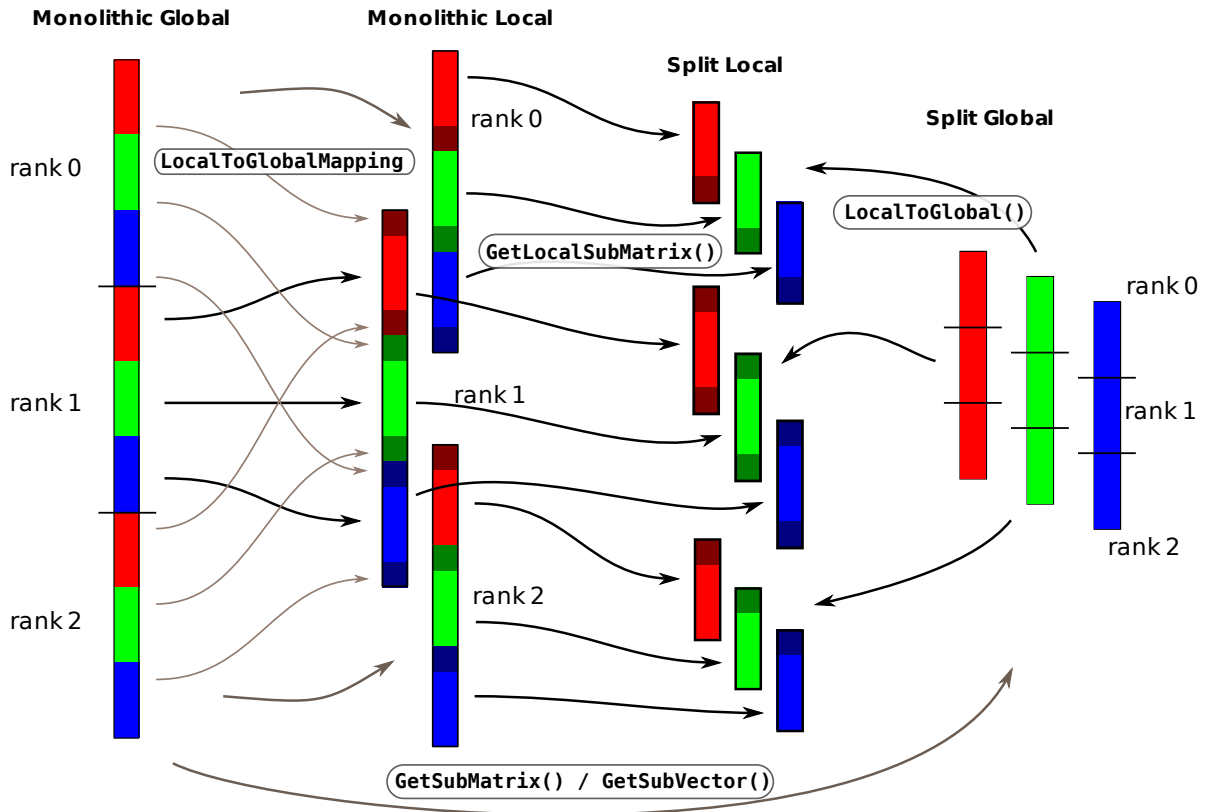 Monolithic Global
Monolithic Local
Split Local
Split Global
rank 0
rank 1
rank 2
LocalToGlobalMapping
rank 0
rank 1
rank 2
GetLocalSubMatrix()
LocalToGlobal()
rank 0
rank 1
rank 2
GetSubMatrix() / GetSubVector()